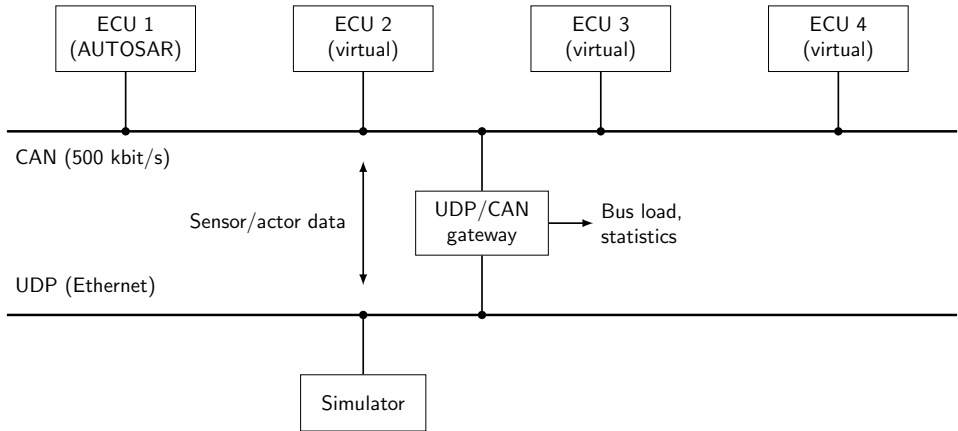 ECU 1
(AUTOSAR)
ECU 2
(virtual)
ECU 3
(virtual)
ECU 4
(virtual)
CAN (500 kbit/s)
Sensor/actor data
UDP/CAN
gateway
Bus load,
statistics
UDP (Ethernet)
Simulator